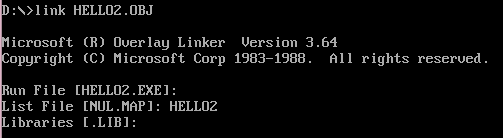 D:\>link HELLO2.OBJ
Microsoft (R) Overlay Linker  Version 3.64
Copyright (C) Microsoft Corp 1983-1988.  All rights reserved.
Run File [HELLO2.EXE]:
List File [NUL.MAP]: HELLO2
Libraries [.LIB]: